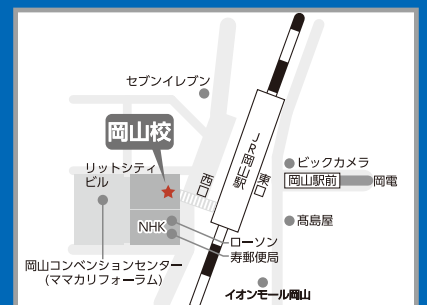 セブンイレブン
岡山校
リットシティ
ビル
JR岡山駅
西口
東口
ビックカメラ
岡山駅前
岡電
髙島屋
NHK
ローソン
寿郵便局
岡山コンベンションセンター
(ママカリフォーラム)
イオンモール岡山